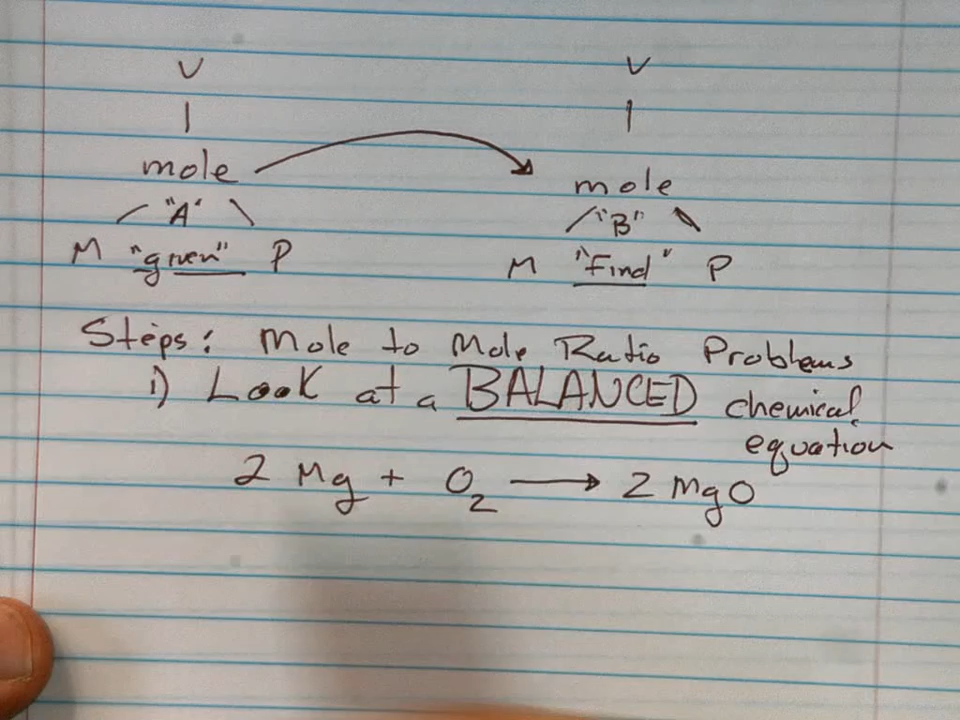 V V
mole mole
"A" "B"
M "given" P M "Find" P
Steps: Mole to Mole Ratio Problems
1) Look at a BALANCED chemical
equation
2 Mg + O₂ → 2 MgO